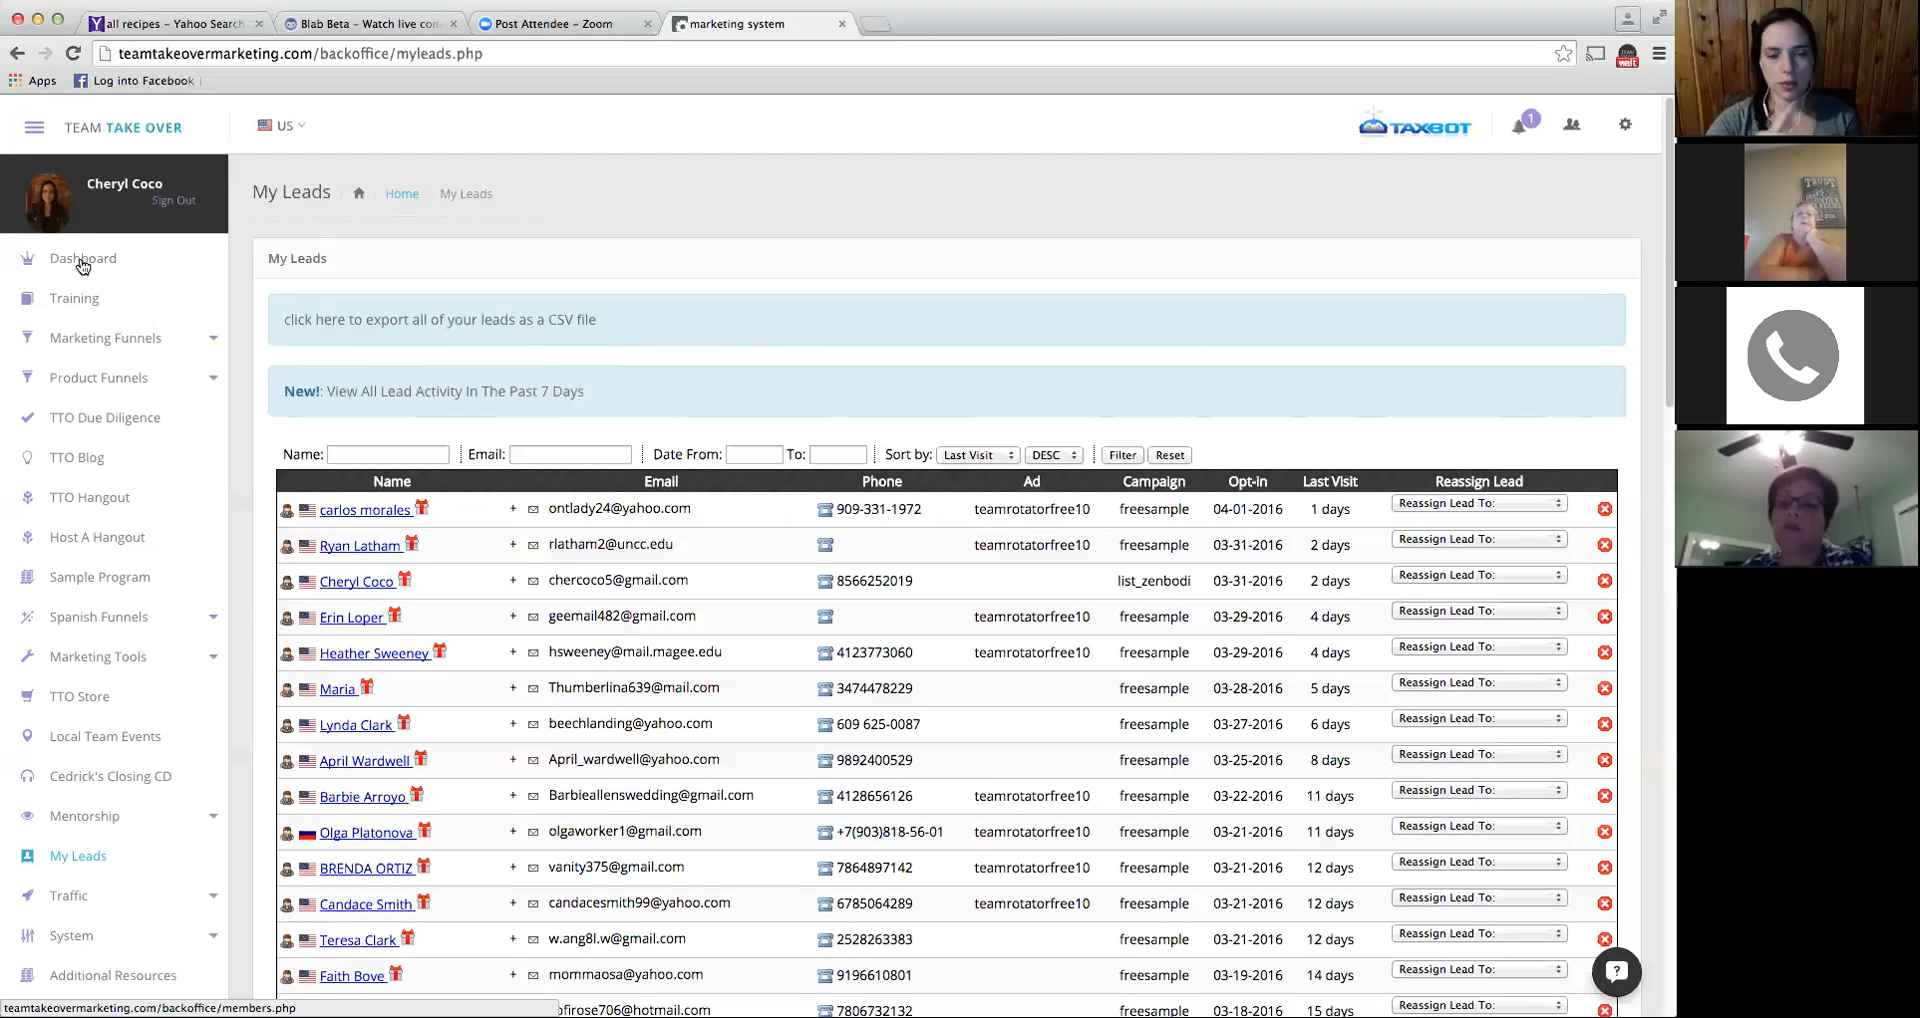 all recipes – Yahoo Search
Blab Beta – Watch live con
Post Attendee – Zoom
marketing system
teamtakeovermarketing.com/backoffice/myleads.php
TEAM walt
Apps
Log into Facebook
TEAM TAKE OVER
US
TAXBOT
1
Cheryl Coco
Sign Out
Dashboard
Training
Marketing Funnels
Product Funnels
TTO Due Diligence
TTO Blog
TTO Hangout
Host A Hangout
Sample Program
Spanish Funnels
Marketing Tools
TTO Store
Local Team Events
Cedrick's Closing CD
Mentorship
My Leads
Traffic
System
Additional Resources
teamtakeovermarketing.com/backoffice/members.php
My Leads / Home My Leads
My Leads
click here to export all of your leads as a CSV file
New!: View All Lead Activity In The Past 7 Days
Name: Email: Date From: To: Sort by: Last Visit DESC Filter Reset
Name Email Phone Ad Campaign Opt-in Last Visit Reassign Lead
carlos morales + ontlady24@yahoo.com 909-331-1972 teamrotatorfree10 freesample 04-01-2016 1 days Reassign Lead To:
Ryan Latham + rlatham2@uncc.edu teamrotatorfree10 freesample 03-31-2016 2 days Reassign Lead To:
Cheryl Coco + chercoco5@gmail.com 8566252019 list_zenbodi 03-31-2016 2 days Reassign Lead To:
Erin Loper + geemail482@gmail.com teamrotatorfree10 freesample 03-29-2016 4 days Reassign Lead To:
Heather Sweeney + hsweeney@mail.magee.edu 4123773060 teamrotatorfree10 freesample 03-29-2016 4 days Reassign Lead To:
Maria + Thumberlina639@mail.com 3474478229 freesample 03-28-2016 5 days Reassign Lead To:
Lynda Clark + beechlanding@yahoo.com 609 625-0087 freesample 03-27-2016 6 days Reassign Lead To:
April Wardwell + April_wardwell@yahoo.com 9892400529 freesample 03-25-2016 8 days Reassign Lead To:
Barbie Arroyo + Barbieallenswedding@gmail.com 4128656126 teamrotatorfree10 freesample 03-22-2016 11 days Reassign Lead To:
Olga Platonova + olgaworker1@gmail.com +7(903)818-56-01 teamrotatorfree10 freesample 03-21-2016 11 days Reassign Lead To:
BRENDA ORTIZ + vanity375@gmail.com 7864897142 teamrotatorfree10 freesample 03-21-2016 12 days Reassign Lead To:
Candace Smith + candacesmith99@yahoo.com 6785064289 teamrotatorfree10 freesample 03-21-2016 12 days Reassign Lead To:
Teresa Clark + w.ang8l.w@gmail.com 2528263383 freesample 03-21-2016 12 days Reassign Lead To:
Faith Bove + mommaosa@yahoo.com 9196610801 freesample 03-19-2016 14 days Reassign Lead To:
ofirose706@hotmail.com 7806732132 freesample 03-18-2016 15 days Reassign Lead To:
TRUST